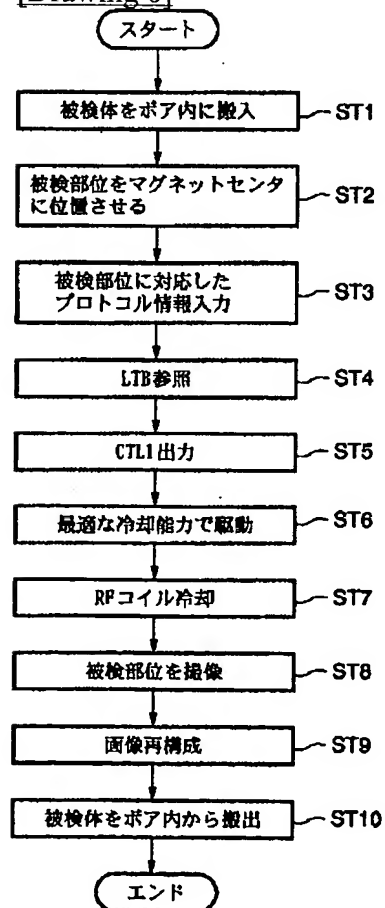 [Drawing 6]
スタート
被検体をボア内に搬入
ST1
被検部位をマグネットセンタ
に位置させる
ST2
被検部位に対応した
プロトコル情報入力
ST3
LTB参照
ST4
CTL1出力
ST5
最適な冷却能力で駆動
ST6
RFコイル冷却
ST7
被検部位を撮像
ST8
画像再構成
ST9
被検体をボア内から搬出
ST10
エンド